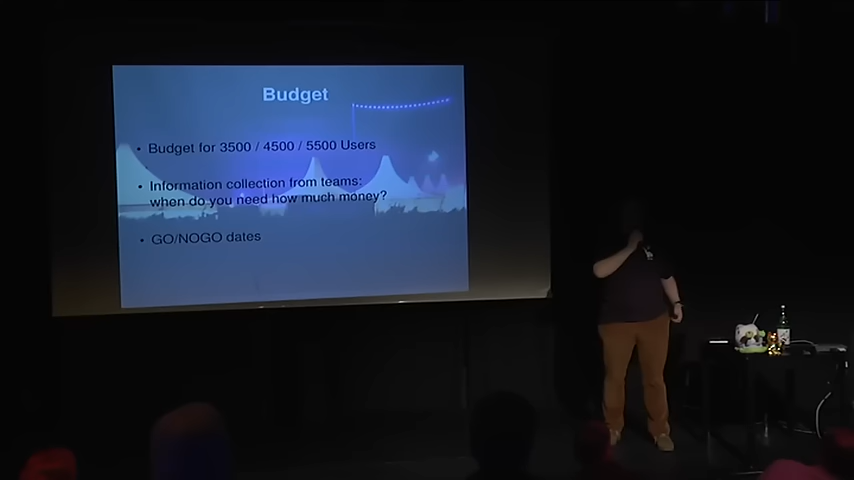 Budget
• Budget for 3500 / 4500 / 5500 Users
• Information collection from teams:
when do you need how much money?
• GO/NOGO dates